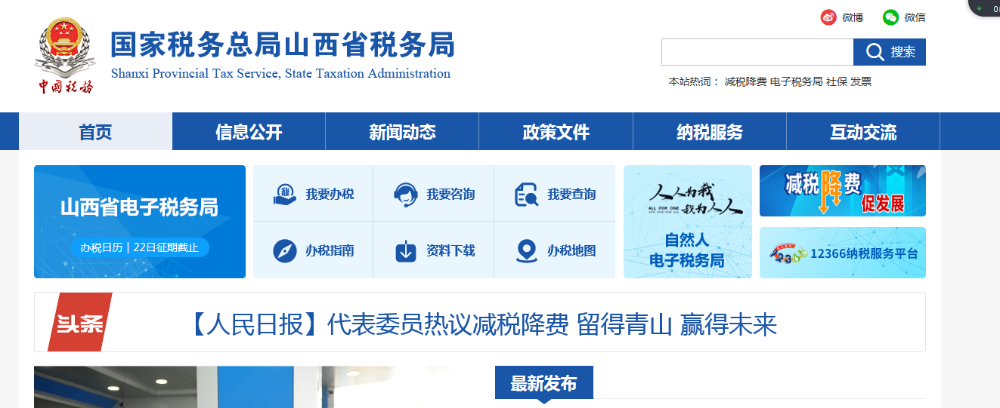 微博 微信
国家税务总局山西省税务局
Shanxi Provincial Tax Service, State Taxation Administration
中国税务
搜索
本站热词： 减税降费 电子税务局 社保 发票
首页 信息公开 新闻动态 政策文件 纳税服务 互动交流
山西省电子税务局
办税日历 | 22日征期截止
我要办税 我要咨询 我要查询
办税指南 资料下载 办税地图
人人为我
ALL FOR ONE
我为人人
自然人
电子税务局
减税降费
促发展
12366纳税服务平台
头条
【人民日报】代表委员热议减税降费 留得青山 赢得未来
最新发布